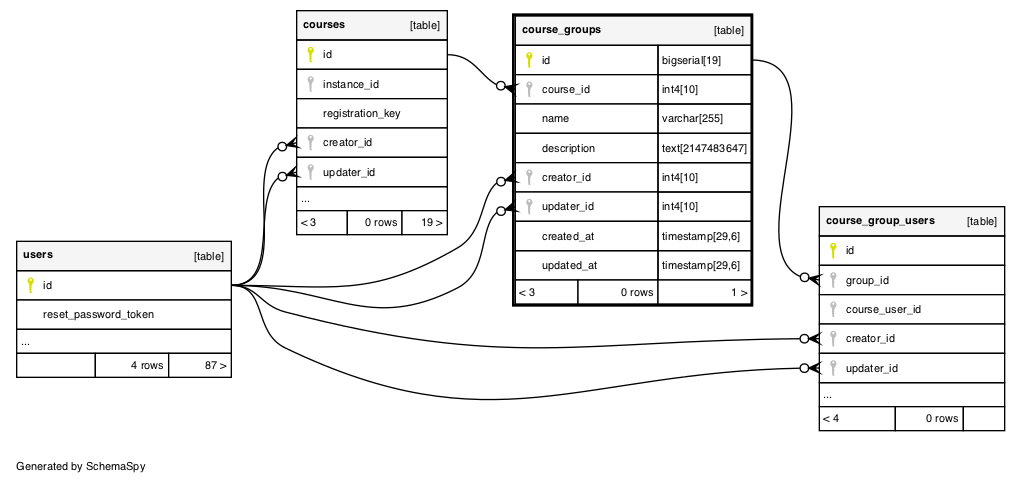 courses [table]
id
instance_id
registration_key
creator_id
updater_id
...
< 3 0 rows 19 >
course_groups [table]
id bigserial[19]
course_id int4[10]
name varchar[255]
description text[2147483647]
creator_id int4[10]
updater_id int4[10]
created_at timestamp[29,6]
updated_at timestamp[29,6]
< 3 0 rows 1 >
users [table]
id
reset_password_token
...
4 rows 87 >
course_group_users [table]
id
group_id
course_user_id
creator_id
updater_id
...
< 4 0 rows
Generated by SchemaSpy